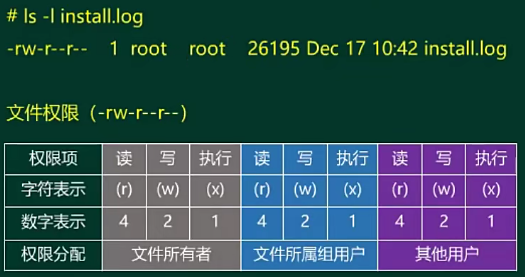 # ls -l install.log
-rw-r--r-- 1 root root 26195 Dec 17 10:42 install.log
文件权限（-rw-r--r--）
权限项 读 写 执行 读 写 执行 读 写 执行
字符表示 (r) (w) (x) (r) (w) (x) (r) (w) (x)
数字表示 4 2 1 4 2 1 4 2 1
权限分配 文件所有者 文件所属组用户 其他用户